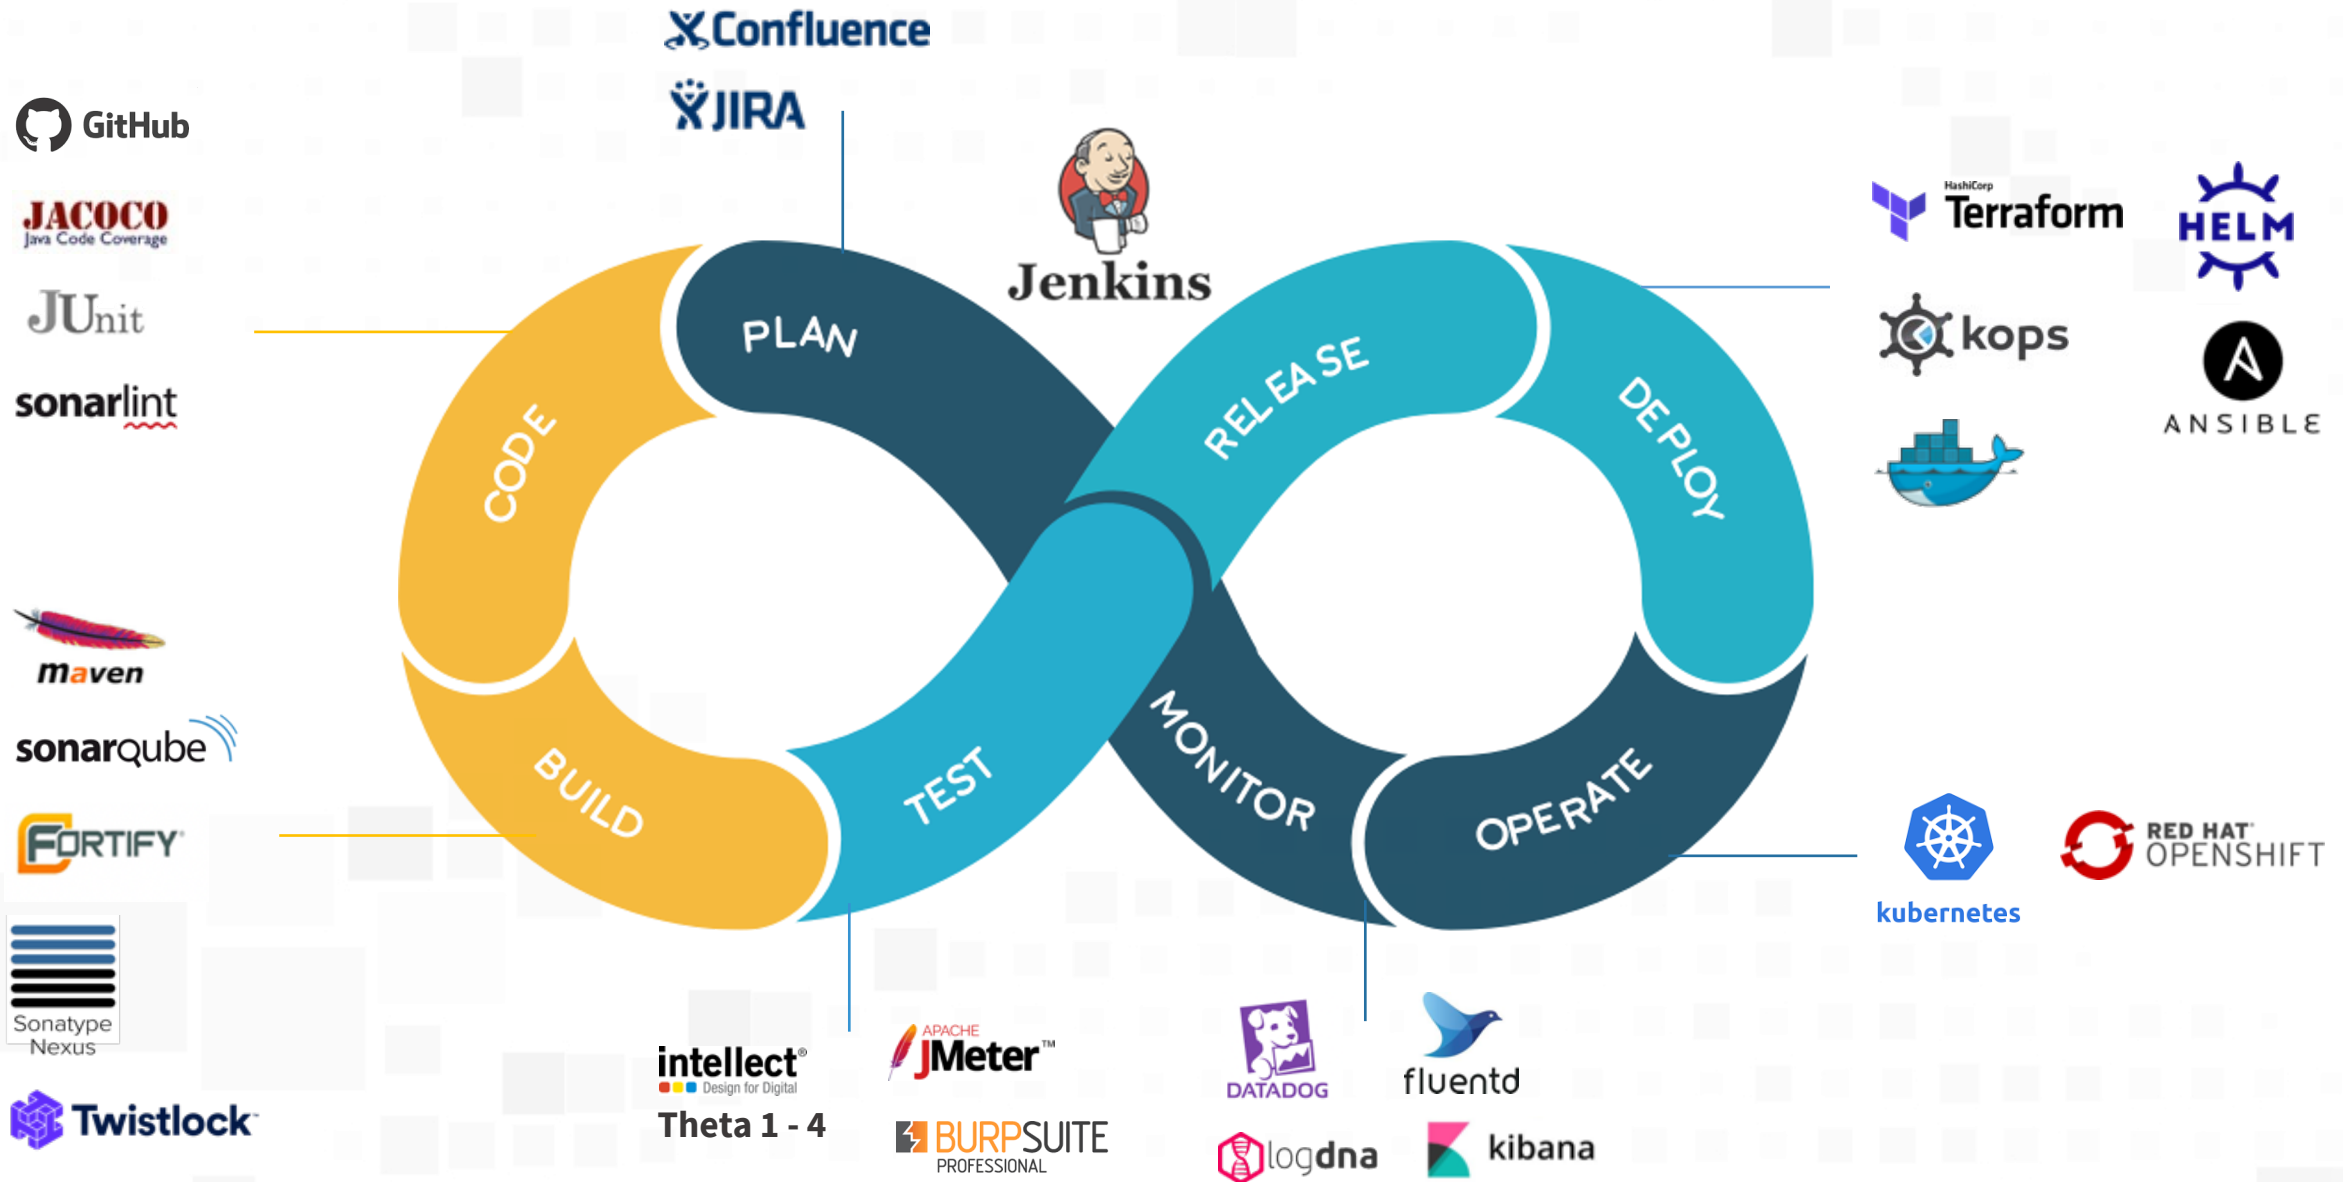 Confluence
JIRA
GitHub
JACOCO
Java Code Coverage
JUnit
sonarlint
Jenkins
HashiCorp
Terraform
HELM
kops
ANSIBLE
PLAN
CODE
BUILD
TEST
RELEASE
DEPLOY
OPERATE
MONITOR
maven
sonarqube
FORTIFY
Sonatype
Nexus
Twistlock™
intellect®
Design for Digital
Theta 1 - 4
APACHE
JMeter™
BURPSUITE
PROFESSIONAL
DATADOG
fluentd
logdna
kibana
kubernetes
RED HAT®
OPENSHIFT